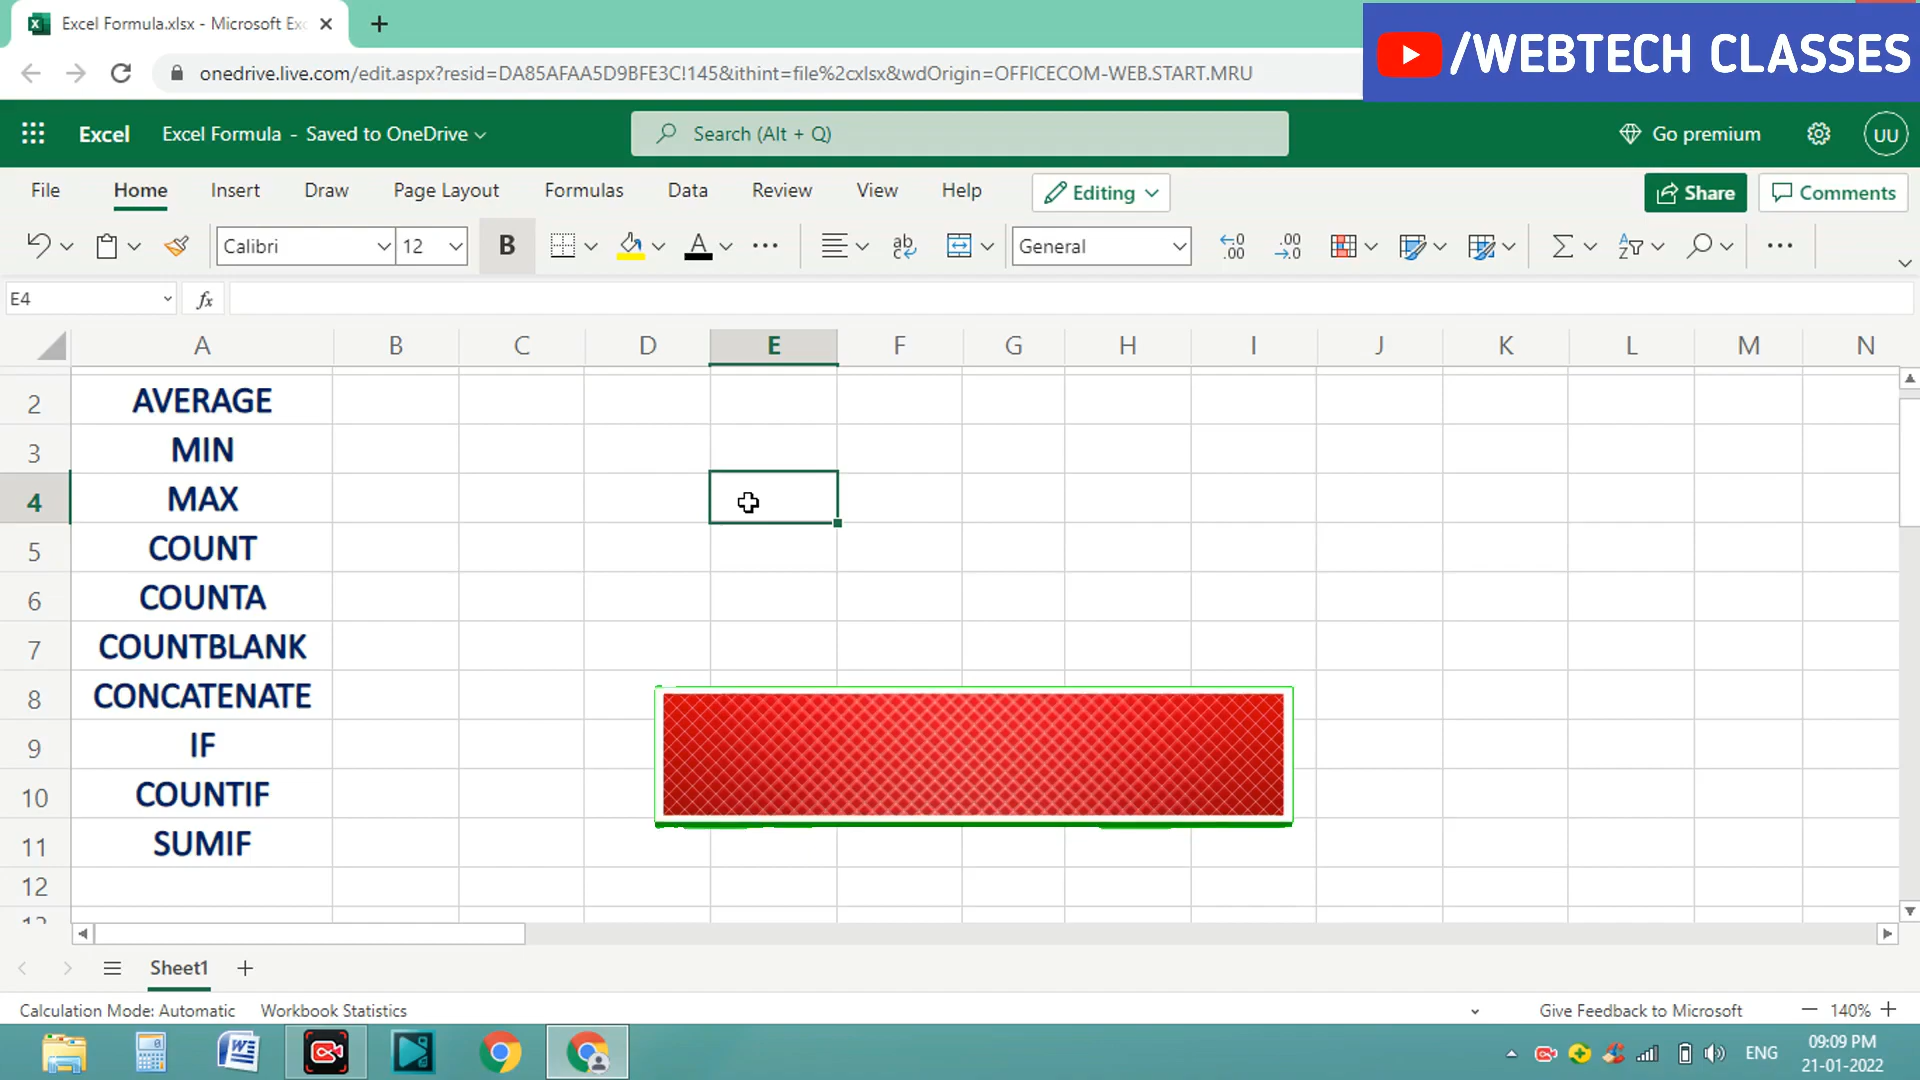 Excel Formula.xlsx - Microsoft Exc
/WEBTECH CLASSES
onedrive.live.com/edit.aspx?resid=DA85AFAA5D9BFE3C!145&ithint=file%2cxlsx&wdOrigin=OFFICECOM-WEB.START.MRU
Excel
Excel Formula - Saved to OneDrive
Search (Alt + Q)
Go premium
UU
File Home Insert Draw Page Layout Formulas Data Review View Help
Editing
Share
Comments
Calibri
12
B
A
ab
General
.00
.00
E4
fx
A B C D E F G H I J K L M N
2 AVERAGE
3 MIN
4 MAX
5 COUNT
6 COUNTA
7 COUNTBLANK
8 CONCATENATE
9 IF
10 COUNTIF
11 SUMIF
12
Sheet1
Calculation Mode: Automatic
Workbook Statistics
Give Feedback to Microsoft
140%
ENG
09:09 PM
21-01-2022